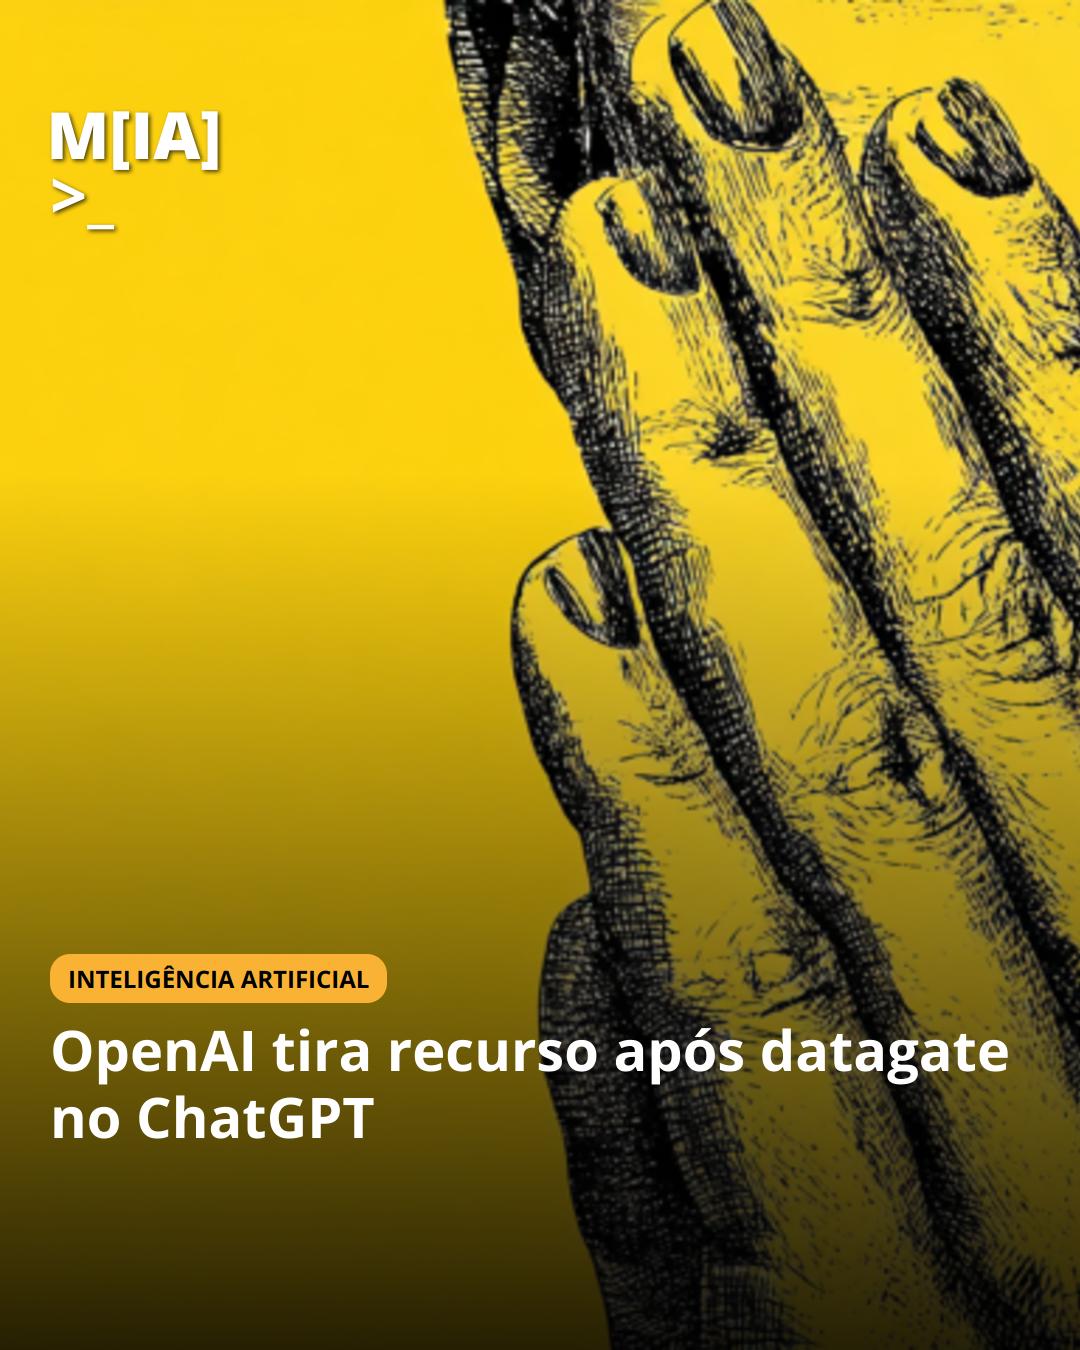 M[IA]
>_
INTELIGÊNCIA ARTIFICIAL
OpenAI tira recurso após datagate
no ChatGPT